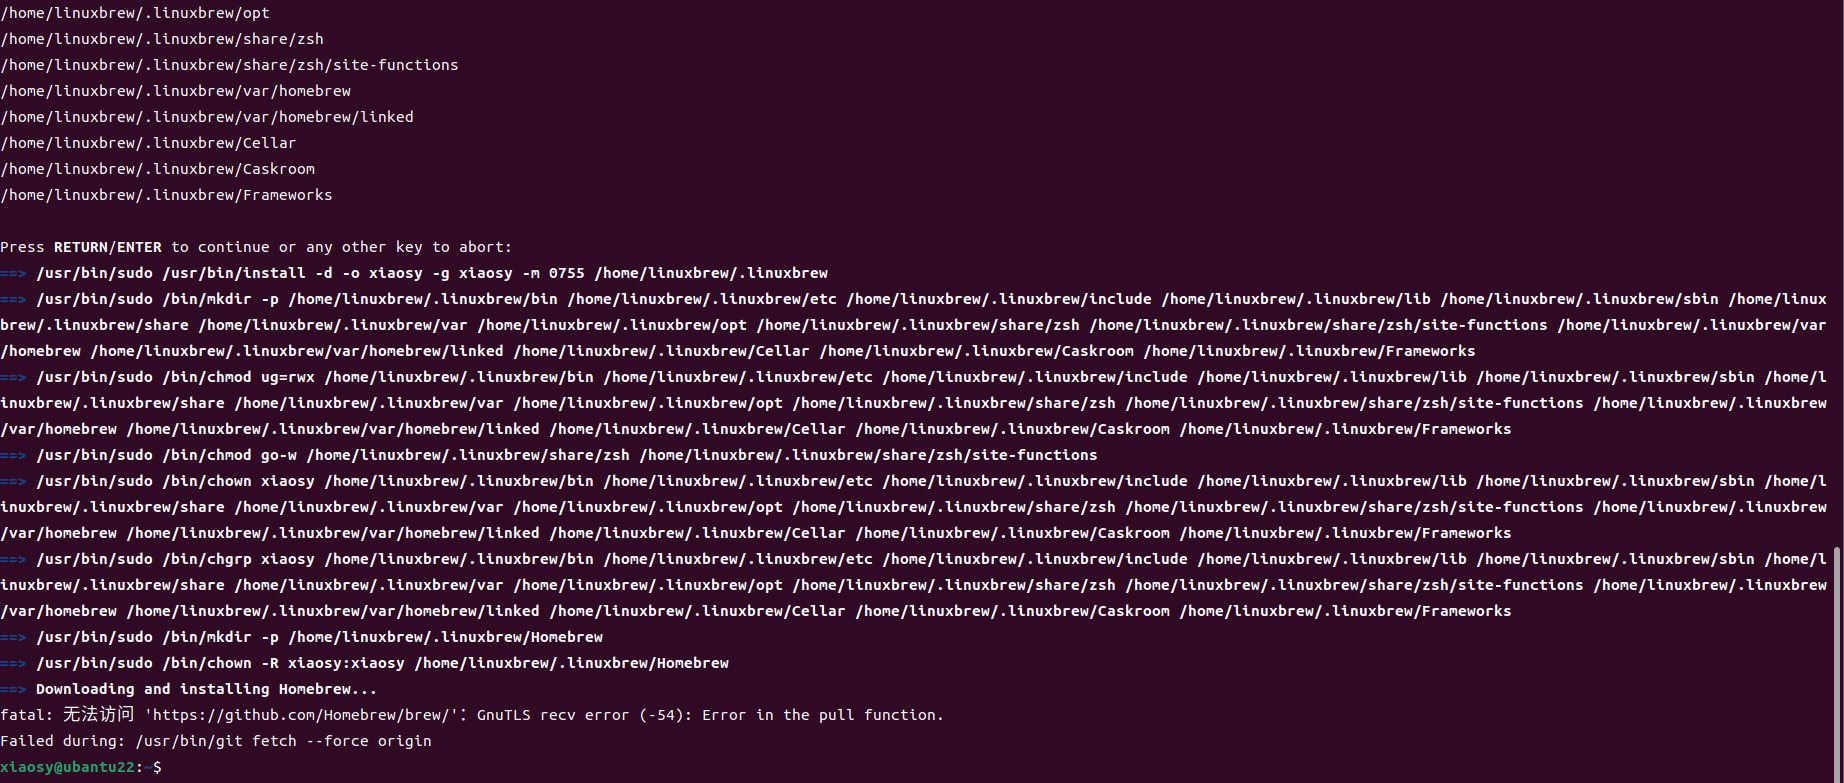 /home/linuxbrew/.linuxbrew/opt
/home/linuxbrew/.linuxbrew/share/zsh
/home/linuxbrew/.linuxbrew/share/zsh/site-functions
/home/linuxbrew/.linuxbrew/var/homebrew
/home/linuxbrew/.linuxbrew/var/homebrew/linked
/home/linuxbrew/.linuxbrew/Cellar
/home/linuxbrew/.linuxbrew/Caskroom
/home/linuxbrew/.linuxbrew/Frameworks
Press RETURN/ENTER to continue or any other key to abort:
==> /usr/bin/sudo /usr/bin/install -d -o xiaosy -g xiaosy -m 0755 /home/linuxbrew/.linuxbrew
==> /usr/bin/sudo /bin/mkdir -p /home/linuxbrew/.linuxbrew/bin /home/linuxbrew/.linuxbrew/etc /home/linuxbrew/.linuxbrew/include /home/linuxbrew/.linuxbrew/lib /home/linuxbrew/.linuxbrew/sbin /home/linux
brew/.linuxbrew/share /home/linuxbrew/.linuxbrew/var /home/linuxbrew/.linuxbrew/opt /home/linuxbrew/.linuxbrew/share/zsh /home/linuxbrew/.linuxbrew/share/zsh/site-functions /home/linuxbrew/.linuxbrew/var
/homebrew /home/linuxbrew/.linuxbrew/var/homebrew/linked /home/linuxbrew/.linuxbrew/Cellar /home/linuxbrew/.linuxbrew/Caskroom /home/linuxbrew/.linuxbrew/Frameworks
==> /usr/bin/sudo /bin/chmod ug=rwx /home/linuxbrew/.linuxbrew/bin /home/linuxbrew/.linuxbrew/etc /home/linuxbrew/.linuxbrew/include /home/linuxbrew/.linuxbrew/lib /home/linuxbrew/.linuxbrew/sbin /home/l
inuxbrew/.linuxbrew/share /home/linuxbrew/.linuxbrew/var /home/linuxbrew/.linuxbrew/opt /home/linuxbrew/.linuxbrew/share/zsh /home/linuxbrew/.linuxbrew/share/zsh/site-functions /home/linuxbrew/.linuxbrew
/var/homebrew /home/linuxbrew/.linuxbrew/var/homebrew/linked /home/linuxbrew/.linuxbrew/Cellar /home/linuxbrew/.linuxbrew/Caskroom /home/linuxbrew/.linuxbrew/Frameworks
==> /usr/bin/sudo /bin/chmod go-w /home/linuxbrew/.linuxbrew/share/zsh /home/linuxbrew/.linuxbrew/share/zsh/site-functions
==> /usr/bin/sudo /bin/chown xiaosy /home/linuxbrew/.linuxbrew/bin /home/linuxbrew/.linuxbrew/etc /home/linuxbrew/.linuxbrew/include /home/linuxbrew/.linuxbrew/lib /home/linuxbrew/.linuxbrew/sbin /home/l
inuxbrew/.linuxbrew/share /home/linuxbrew/.linuxbrew/var /home/linuxbrew/.linuxbrew/opt /home/linuxbrew/.linuxbrew/share/zsh /home/linuxbrew/.linuxbrew/share/zsh/site-functions /home/linuxbrew/.linuxbrew
/var/homebrew /home/linuxbrew/.linuxbrew/var/homebrew/linked /home/linuxbrew/.linuxbrew/Cellar /home/linuxbrew/.linuxbrew/Caskroom /home/linuxbrew/.linuxbrew/Frameworks
==> /usr/bin/sudo /bin/chgrp xiaosy /home/linuxbrew/.linuxbrew/bin /home/linuxbrew/.linuxbrew/etc /home/linuxbrew/.linuxbrew/include /home/linuxbrew/.linuxbrew/lib /home/linuxbrew/.linuxbrew/sbin /home/l
inuxbrew/.linuxbrew/share /home/linuxbrew/.linuxbrew/var /home/linuxbrew/.linuxbrew/opt /home/linuxbrew/.linuxbrew/share/zsh /home/linuxbrew/.linuxbrew/share/zsh/site-functions /home/linuxbrew/.linuxbrew
/var/homebrew /home/linuxbrew/.linuxbrew/var/homebrew/linked /home/linuxbrew/.linuxbrew/Cellar /home/linuxbrew/.linuxbrew/Caskroom /home/linuxbrew/.linuxbrew/Frameworks
==> /usr/bin/sudo /bin/mkdir -p /home/linuxbrew/.linuxbrew/Homebrew
==> /usr/bin/sudo /bin/chown -R xiaosy:xiaosy /home/linuxbrew/.linuxbrew/Homebrew
==> Downloading and installing Homebrew...
fatal: 无法访问 'https://github.com/Homebrew/brew/'：GnuTLS recv error (-54): Error in the pull function.
Failed during: /usr/bin/git fetch --force origin
xiaosy@ubantu22:~$